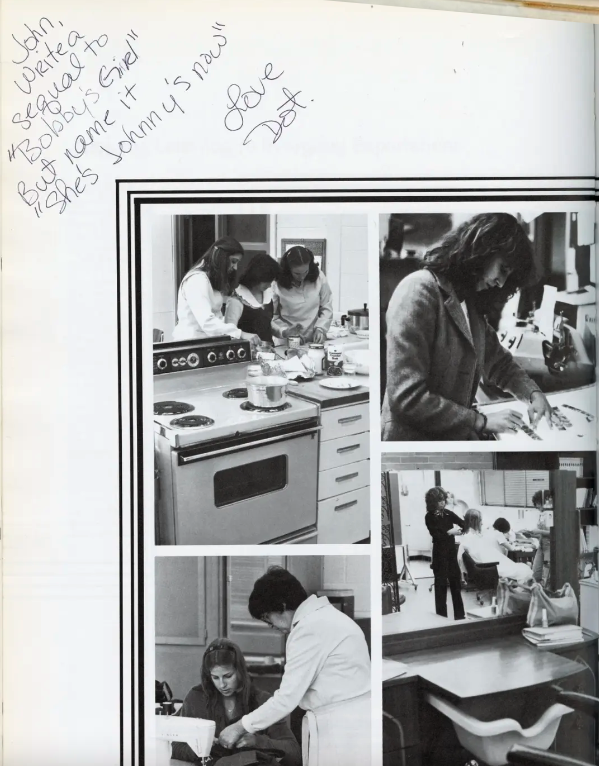 John,
Write a
sequal to
"Bobby's Girl"
But name it
"She's Johnny's now"
Love
Dot.